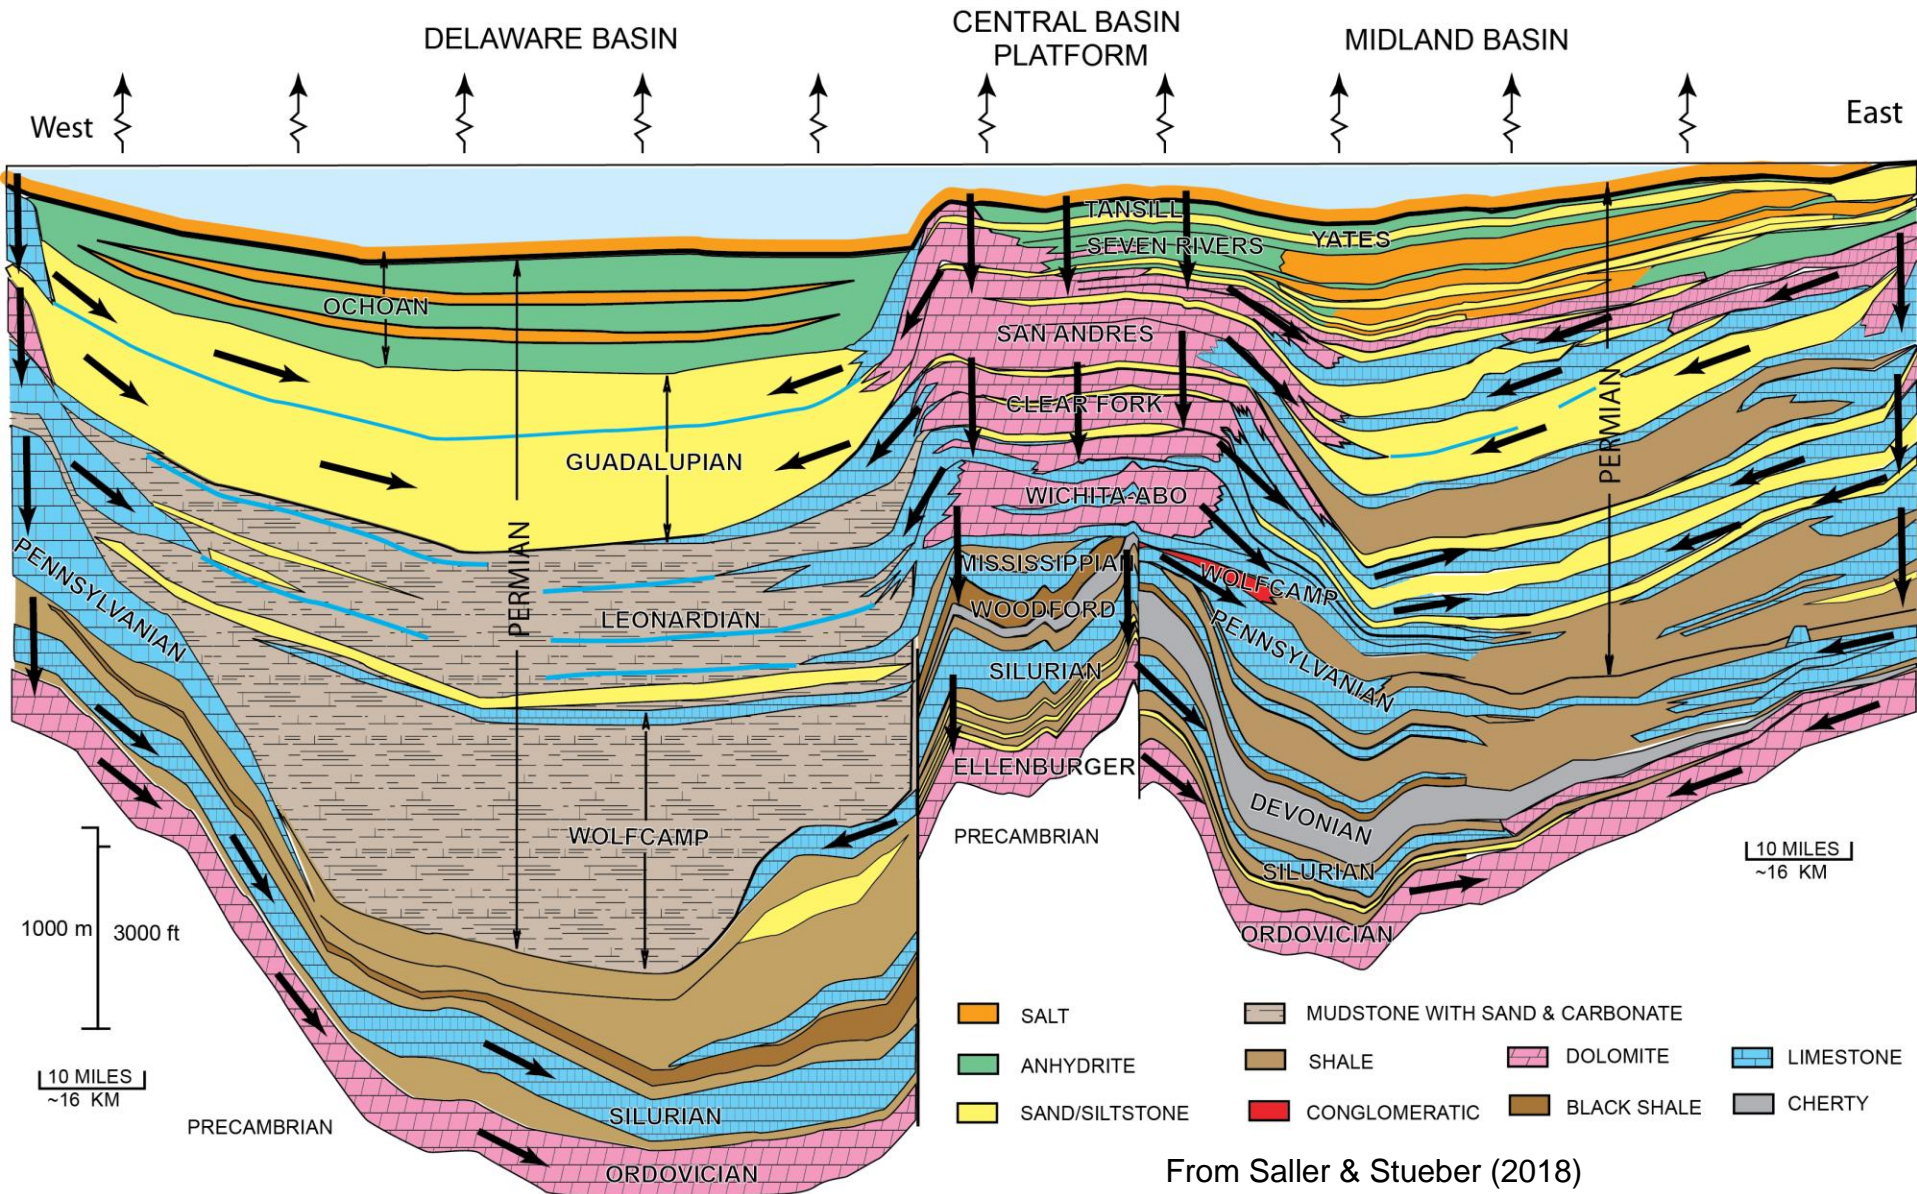 DELAWARE BASIN
CENTRAL BASIN
PLATFORM
MIDLAND BASIN
West
East
TANSILL
SEVEN RIVERS
YATES
OCHOAN
SAN ANDRES
CLEAR FORK
GUADALUPIAN
PERMIAN
WICHITA-ABO
PERMIAN
PENNSYLVANIAN
MISSISSIPPIAN
WOLFCAMP
WOODFORD
LEONARDIAN
PENNSYLVANIAN
SILURIAN
ELLENBURGER
WOLFCAMP
PRECAMBRIAN
DEVONIAN
SILURIAN
10 MILES
~16 KM
1000 m
3000 ft
ORDOVICIAN
10 MILES
~16 KM
PRECAMBRIAN
SILURIAN
ORDOVICIAN
SALT
MUDSTONE WITH SAND & CARBONATE
ANHYDRITE
SHALE
DOLOMITE
LIMESTONE
SAND/SILTSTONE
CONGLOMERATIC
BLACK SHALE
CHERTY
From Saller & Stueber (2018)